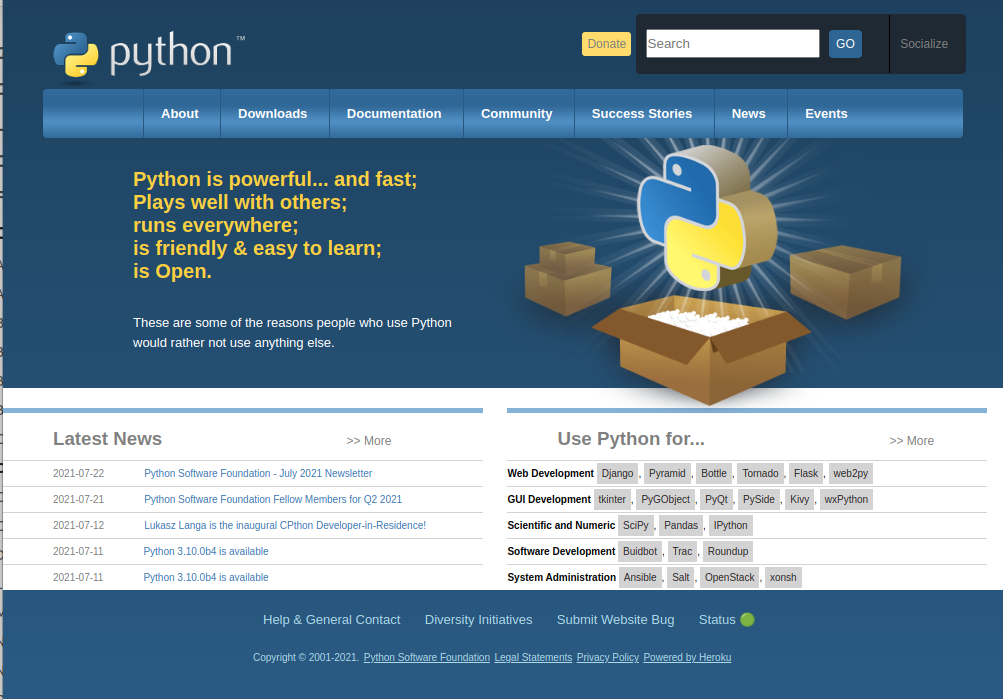 python™
Donate
Search
GO
Socialize
About Downloads Documentation Community Success Stories News Events
Python is powerful... and fast;
Plays well with others;
runs everywhere;
is friendly & easy to learn;
is Open.
These are some of the reasons people who use Python
would rather not use anything else.
Latest News >> More
2021-07-22 Python Software Foundation - July 2021 Newsletter
2021-07-21 Python Software Foundation Fellow Members for Q2 2021
2021-07-12 Lukasz Langa is the inaugural CPthon Developer-in-Residence!
2021-07-11 Python 3.10.0b4 is available
2021-07-11 Python 3.10.0b4 is available
Use Python for... >> More
Web Development Django, Pyramid, Bottle, Tornado, Flask, web2py
GUI Development tkinter, PyGObject, PyQt, PySide, Kivy, wxPython
Scientific and Numeric SciPy, Pandas, IPython
Software Development Buidbot, Trac, Roundup
System Administration Ansible, Salt, OpenStack, xonsh
Help & General Contact Diversity Initiatives Submit Website Bug Status
Copyright © 2001-2021. Python Software Foundation Legal Statements Privacy Policy Powered by Heroku